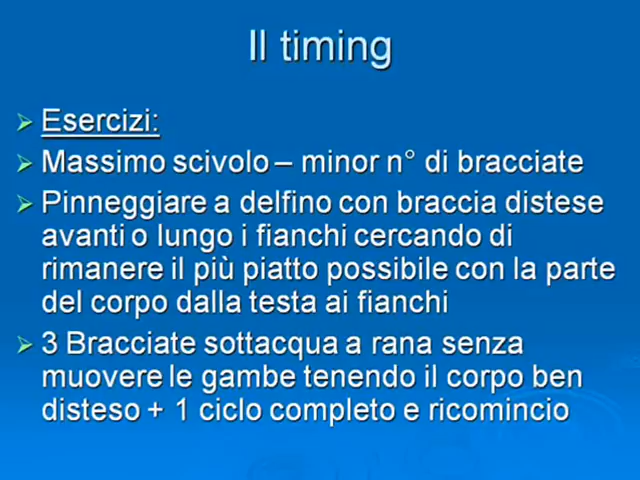 Il timing
Esercizi:
Massimo scivolo – minor n° di bracciate
Pinneggiare a delfino con braccia distese
avanti o lungo i fianchi cercando di
rimanere il più piatto possibile con la parte
del corpo dalla testa ai fianchi
3 Bracciate sottacqua a rana senza
muovere le gambe tenendo il corpo ben
disteso + 1 ciclo completo e ricomincio